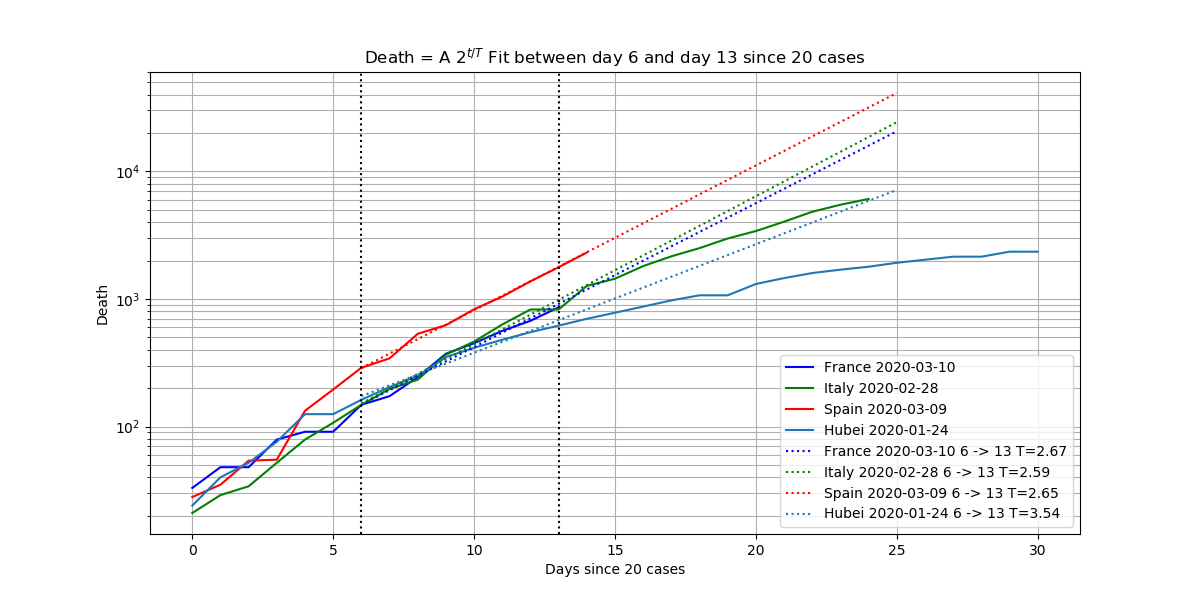 Death = A 2^{t/T} Fit between day 6 and day 13 since 20 cases
Death
10^4
10^3
10^2
France 2020-03-10
Italy 2020-02-28
Spain 2020-03-09
Hubei 2020-01-24
France 2020-03-10 6 -> 13 T=2.67
Italy 2020-02-28 6 -> 13 T=2.59
Spain 2020-03-09 6 -> 13 T=2.65
Hubei 2020-01-24 6 -> 13 T=3.54
0 5 10 15 20 25 30
Days since 20 cases